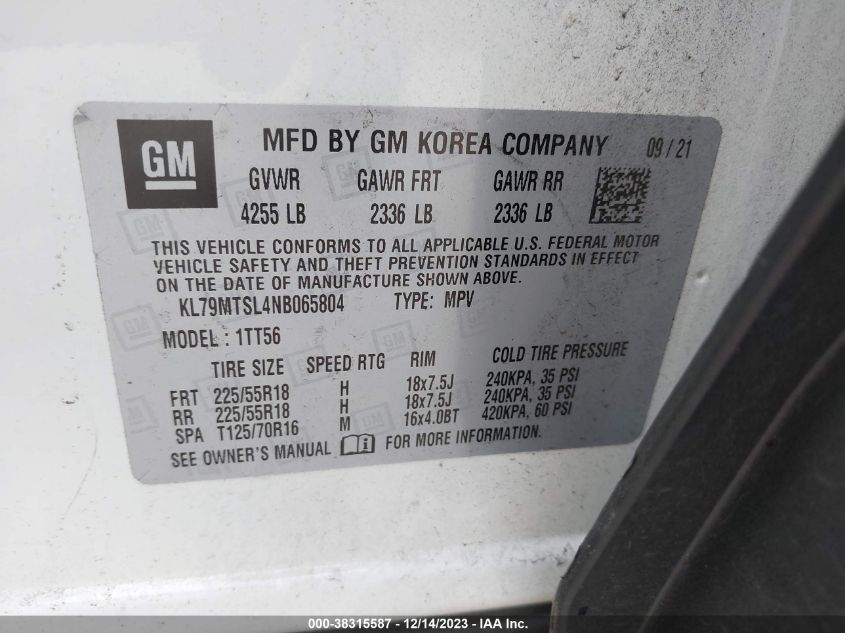 GM
MFD BY GM KOREA COMPANY 09 / 21
GVWR GAWR FRT GAWR RR
4255 LB 2336 LB 2336 LB
THIS VEHICLE CONFORMS TO ALL APPLICABLE U.S. FEDERAL MOTOR
VEHICLE SAFETY AND THEFT PREVENTION STANDARDS IN EFFECT
ON THE DATE OF MANUFACTURE SHOWN ABOVE.
KL79MTSL4NB065804 TYPE: MPV
MODEL : 1TT56
TIRE SIZE SPEED RTG RIM COLD TIRE PRESSURE
FRT 225/55R18 H 18x7.5J 240KPA, 35 PSI
RR 225/55R18 H 18x7.5J 240KPA, 35 PSI
SPA T125/70R16 M 16x4.0BT 420KPA, 60 PSI
SEE OWNER'S MANUAL i FOR MORE INFORMATION.
000-38315587 - 12/14/2023 - IAA Inc.